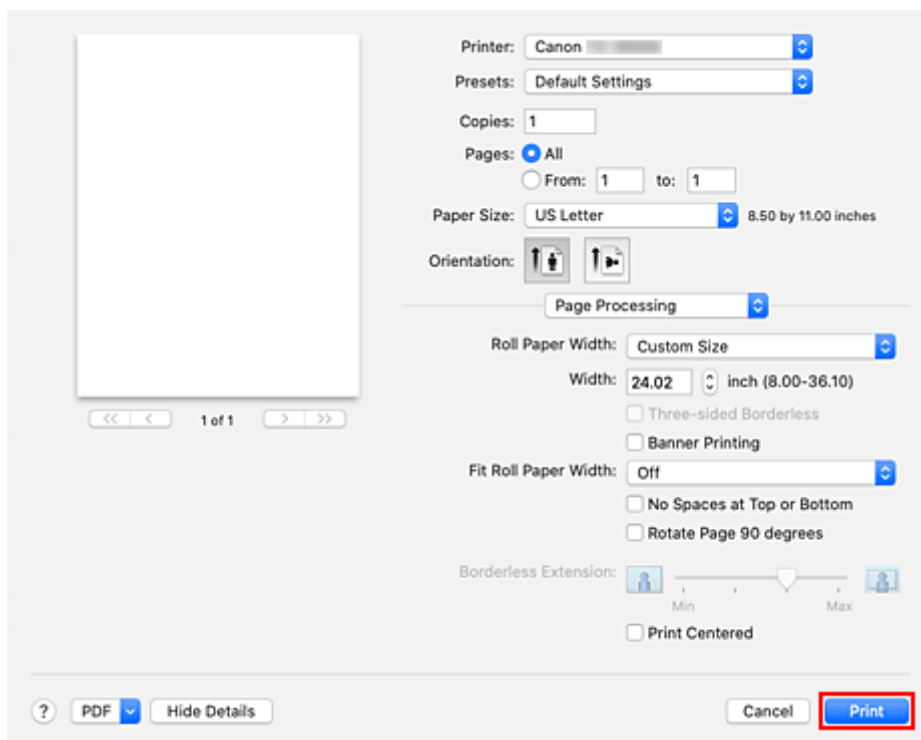 Printer: Canon
Presets: Default Settings
Copies: 1
Pages: All
From: 1 to: 1
Paper Size: US Letter 8.50 by 11.00 inches
Orientation:
Page Processing
Roll Paper Width: Custom Size
Width: 24.02 inch (8.00-36.10)
Three-sided Borderless
<< < 1 of 1 > >>
Banner Printing
Fit Roll Paper Width: Off
No Spaces at Top or Bottom
Rotate Page 90 degrees
Borderless Extension:
Min Max
Print Centered
? PDF Hide Details Cancel Print